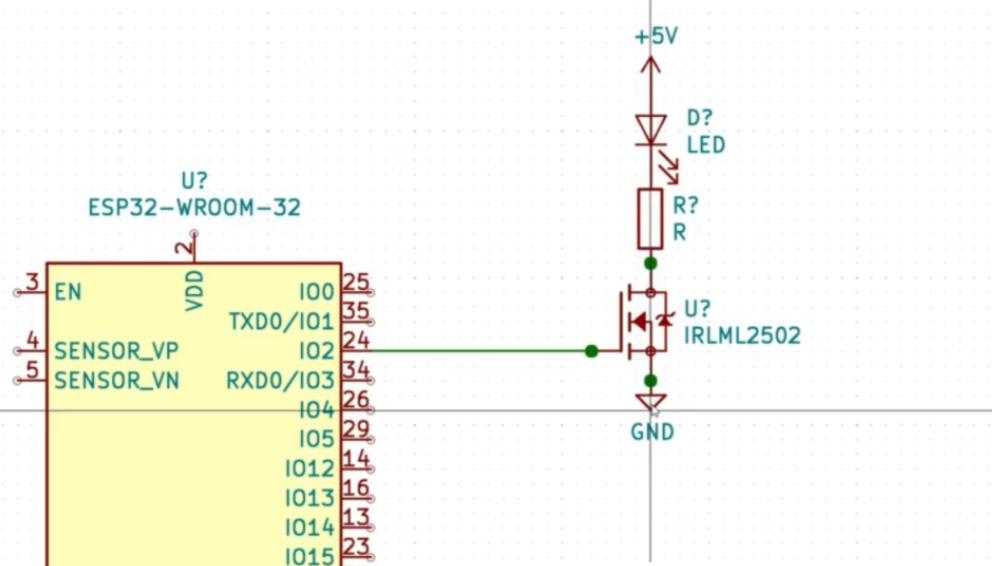 +5V
D?
LED
R?
R
U?
IRLML2502
GND
U?
ESP32-WROOM-32
2
VDD
3 EN
4 SENSOR_VP
5 SENSOR_VN
IO0 25
TXD0/IO1 35
IO2 24
RXD0/IO3 34
IO4 26
IO5 29
IO12 14
IO13 16
IO14 13
IO15 23